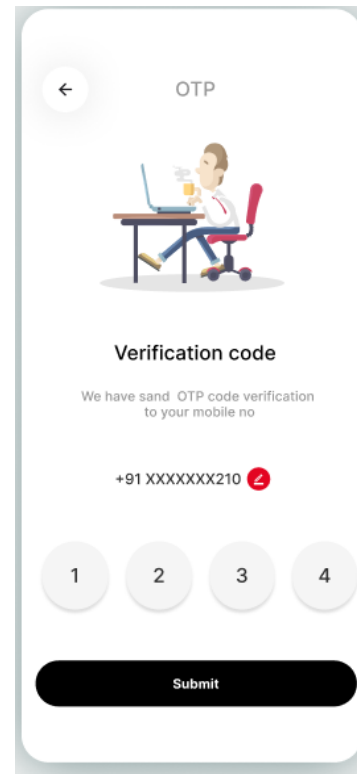 OTP
Verification code
We have sand OTP code verification
to your mobile no
+91 XXXXXXX210
1 2 3 4
Submit